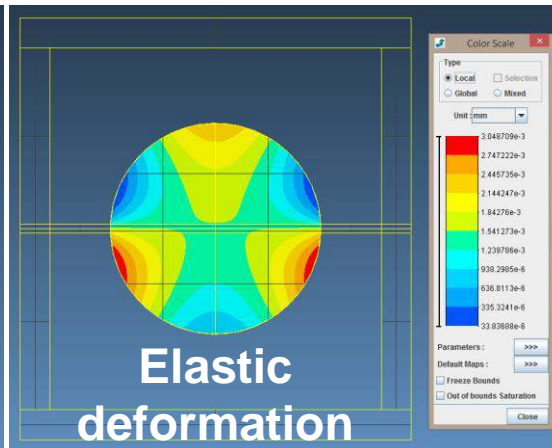 Color Scale
Type
Local
Selection
Global
Mixed
Unit :
mm
3.048709e-3
2.747222e-3
2.445735e-3
2.144247e-3
1.84276e-3
1.541273e-3
1.239786e-3
938.2985e-6
636.8113e-6
335.3241e-6
33.83688e-6
Parameters :
>>>
Default Maps :
>>>
Freeze Bounds
Out of bounds Saturation
Close
Elastic
deformation